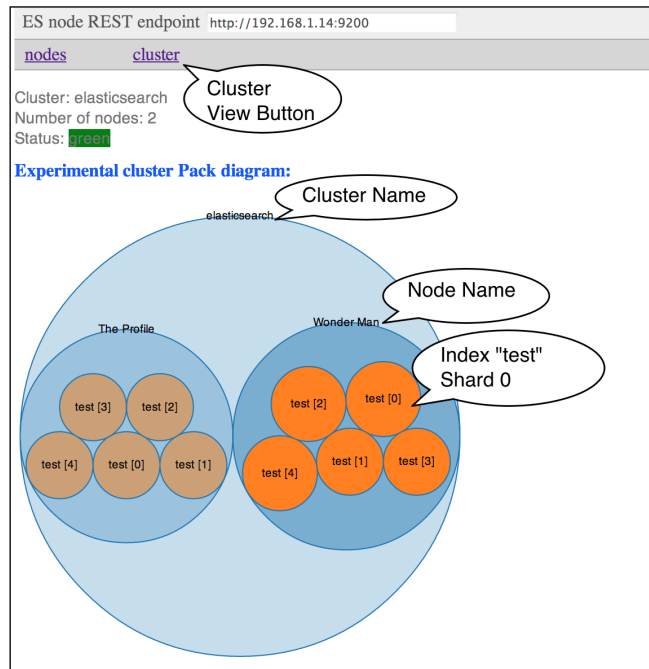 ES node REST endpoint http://192.168.1.14:9200
nodes cluster
Cluster
View Button
Cluster: elasticsearch
Number of nodes: 2
Status: green
Experimental cluster Pack diagram:
Cluster Name
elasticsearch
Node Name
The Profile
Wonder Man
Index "test"
Shard 0
test [3]
test [2]
test [4]
test [0]
test [1]
test [2]
test [0]
test [4]
test [1]
test [3]